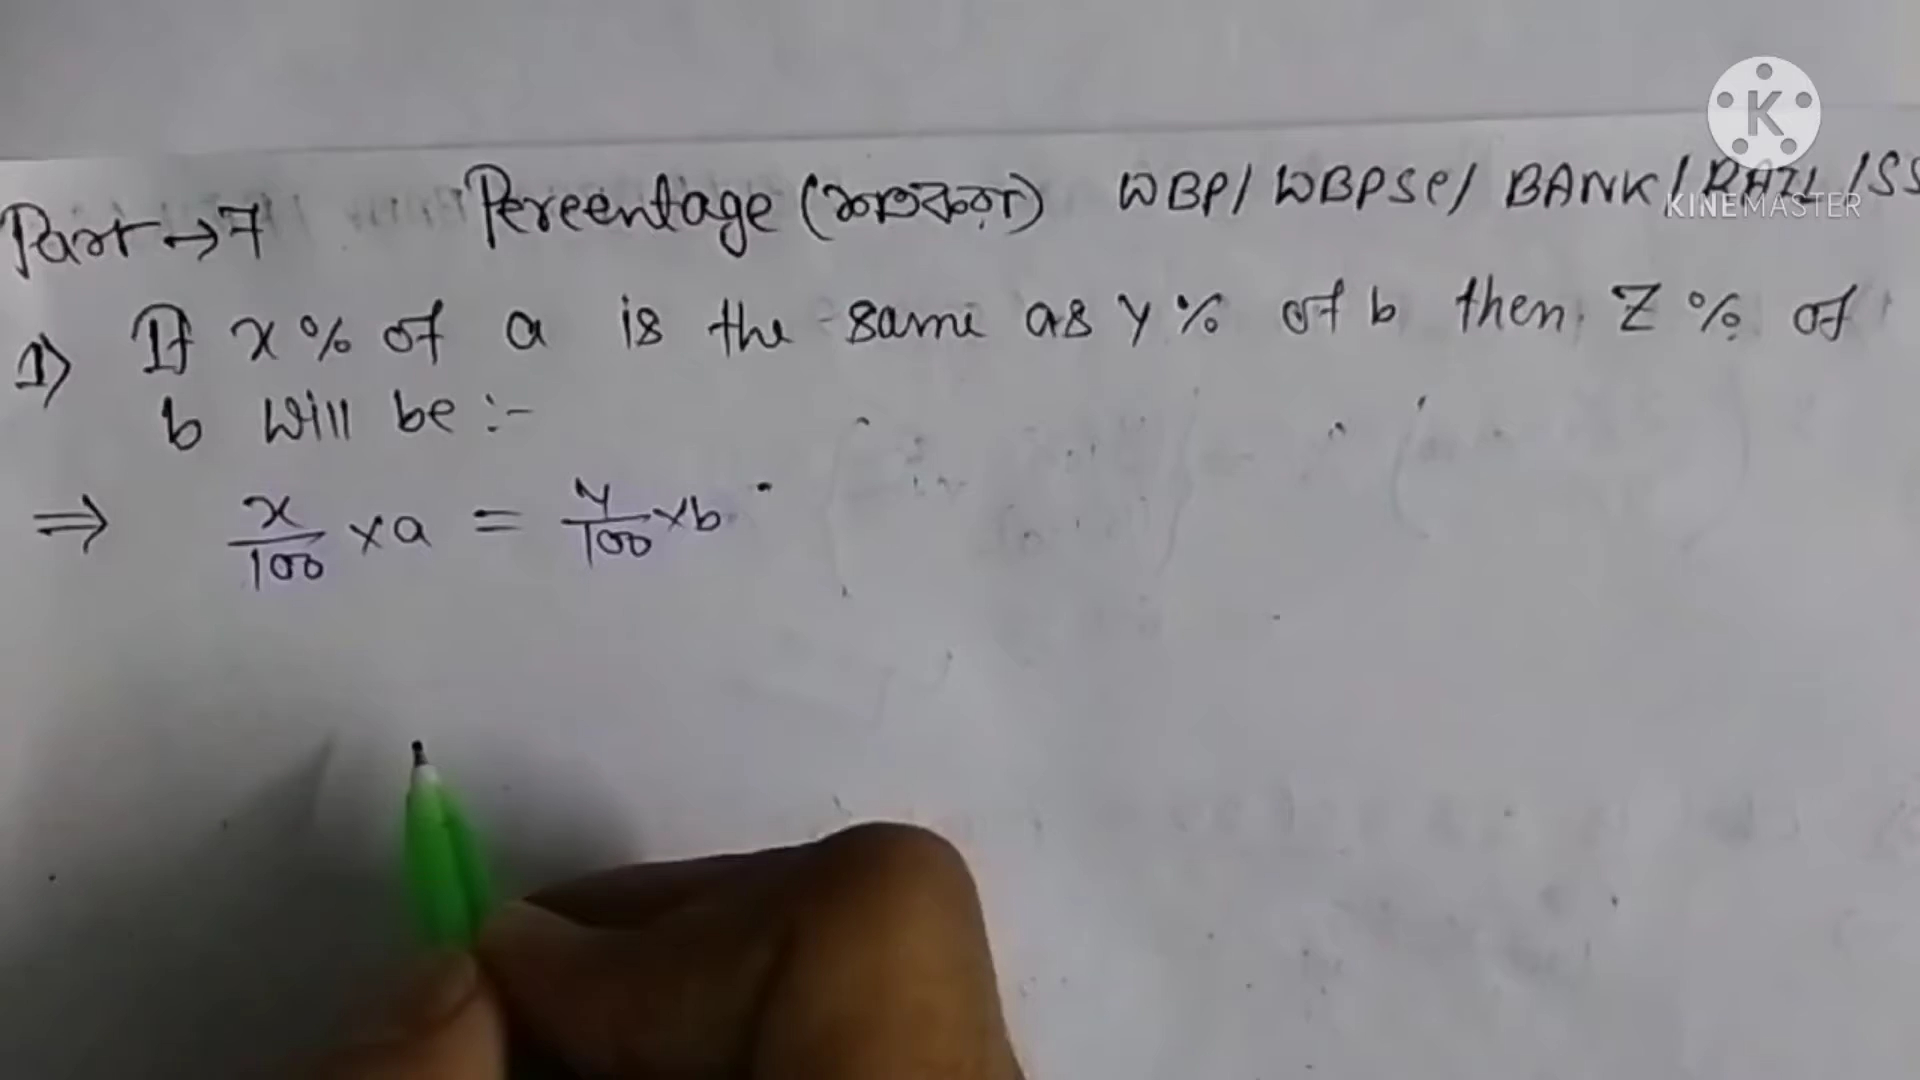 Part → 7 Percentage (শতকরা) WBP/ WBPSC/ BANK/ RAIL /SS
1) If x % of a is the same as y % of b then Z % of
b will be :-
⇒ x/100 × a = y/100 × b
K
KINEMASTER